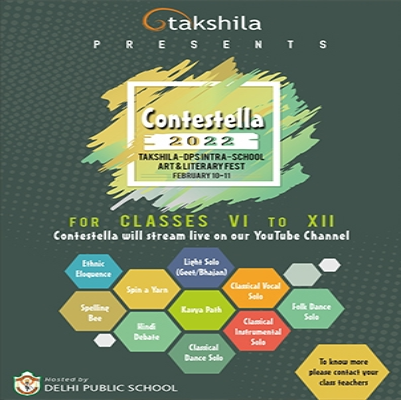 takshila
PRESENTS
Contestella
2022
TAKSHILA-DPS INTRA-SCHOOL
ART & LITERARY FEST
FEBRUARY 10-11
FOR CLASSES VI TO XII
Contestella will stream live on our YouTube Channel
Ethnic
Eloquence
Spin a Yarn
Light Solo
(Geet/Bhajan)
Classical Vocal
Solo
Spelling
Bee
Hindi
Debate
Kavya Path
Classical
Instrumental
Solo
Folk Dance
Solo
Classical
Dance Solo
To know more
please contact your
class teachers
Hosted by
DELHI PUBLIC SCHOOL